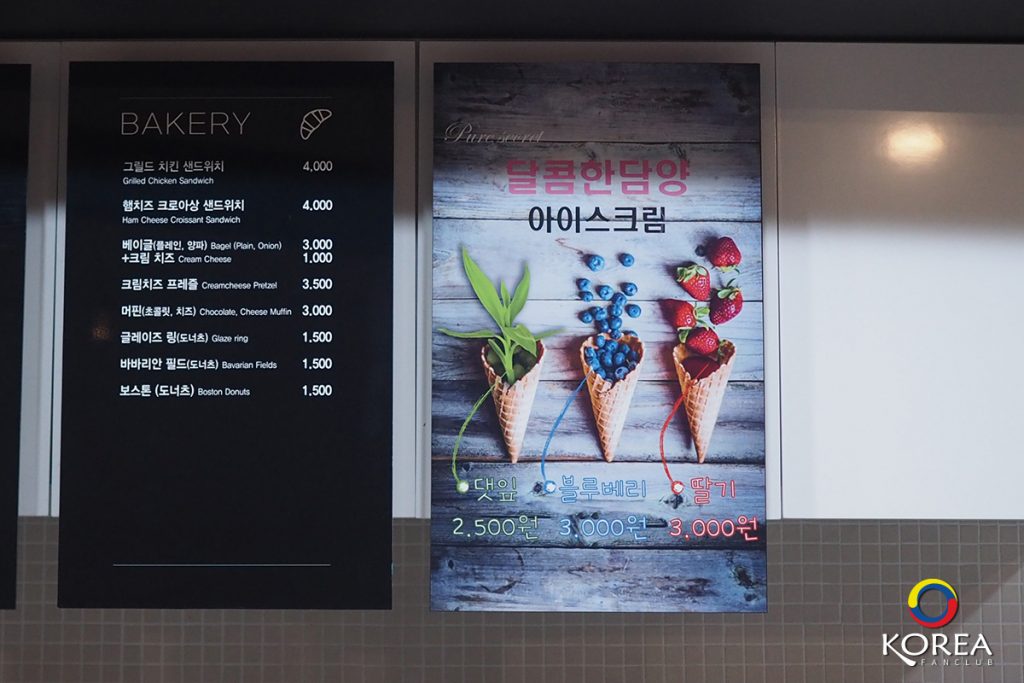 BAKERY
그릴드 치킨 샌드위치 4,000
Grilled Chicken Sandwich
햄치즈 크로아상 샌드위치 4,000
Ham Cheese Croissant Sandwich
베이글(플레인, 양파) Bagel (Plain, Onion) 3,000
+크림 치즈 Cream Cheese 1,000
크림치즈 프레즐 Creamcheese Pretzel 3,500
머핀(초콜릿, 치즈) Chocolate, Cheese Muffin 3,000
글레이즈 링(도너츠) Glaze ring 1,500
바바리안 필드(도너츠) Bavarian Fields 1,500
보스톤 (도너츠) Boston Donuts 1,500
Pure secret
달콤한담양
아이스크림
댓잎 블루베리 딸기
2,500원 3,000원 3,000원
KOREA
FANCLUB